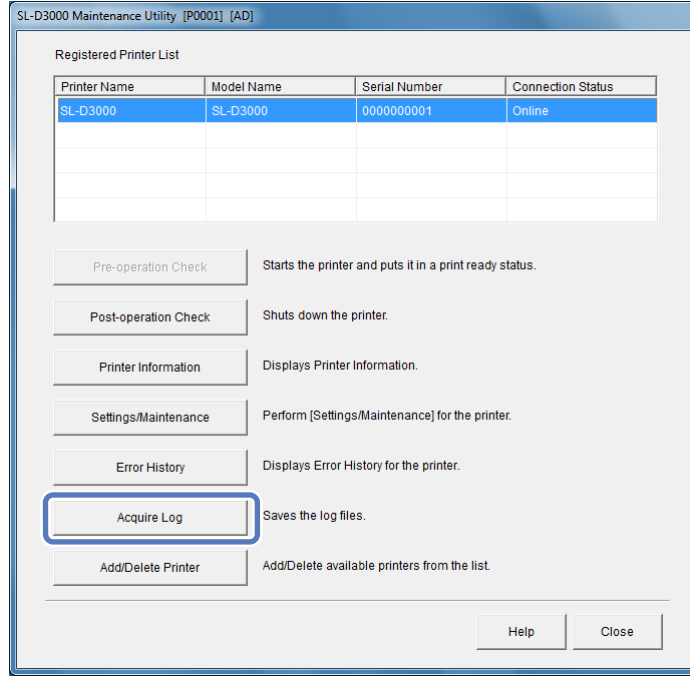 SL-D3000 Maintenance Utility [P0001] [AD]
Registered Printer List
Printer Name Model Name Serial Number Connection Status
SL-D3000 SL-D3000 0000000001 Online
Pre-operation Check Starts the printer and puts it in a print ready status.
Post-operation Check Shuts down the printer.
Printer Information Displays Printer Information.
Settings/Maintenance Perform [Settings/Maintenance] for the printer.
Error History Displays Error History for the printer.
Acquire Log Saves the log files.
Add/Delete Printer Add/Delete available printers from the list.
Help Close